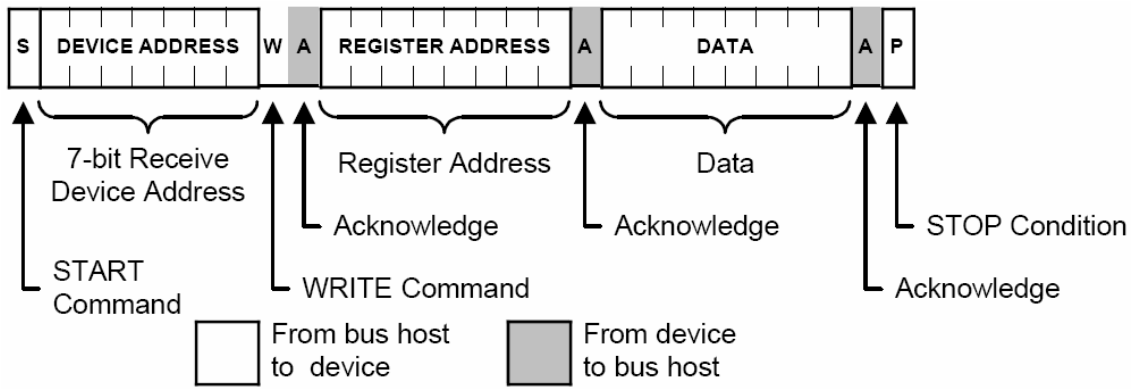 S DEVICE ADDRESS W A REGISTER ADDRESS A DATA A P
7-bit Receive
Device Address
Register Address
Data
Acknowledge
Acknowledge
STOP Condition
START
Command
WRITE Command
Acknowledge
From bus host
to device
From device
to bus host